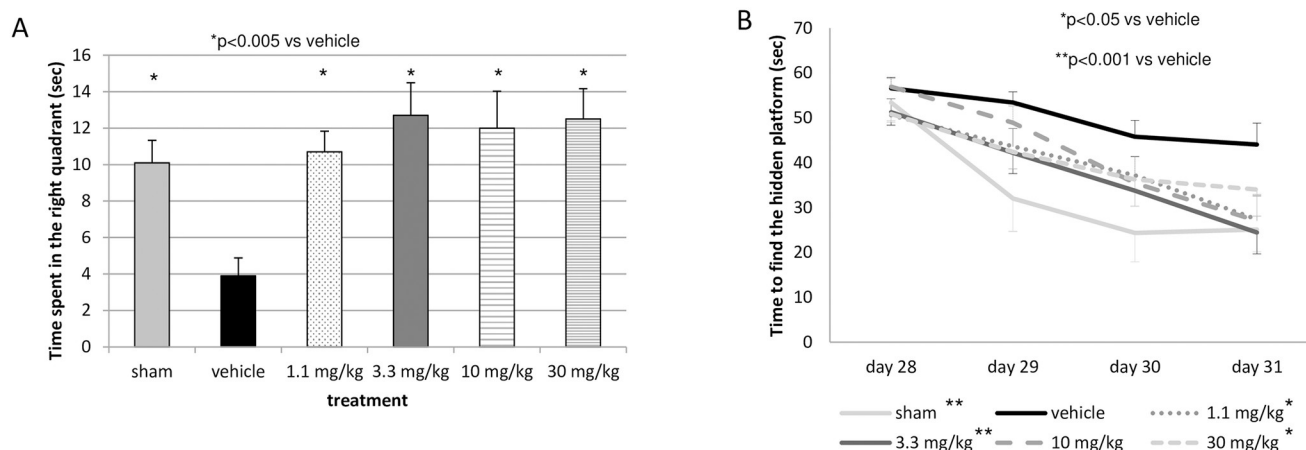 A
*p<0.005 vs vehicle
Time spent in the right quadrant (sec)
16
14
12
10
8
6
4
2
0
* * * * *
sham vehicle 1.1 mg/kg 3.3 mg/kg 10 mg/kg 30 mg/kg
treatment
B
*p<0.05 vs vehicle
**p<0.001 vs vehicle
Time to find the hidden platform (sec)
70
60
50
40
30
20
10
0
day 28 day 29 day 30 day 31
sham ** vehicle 1.1 mg/kg *
3.3 mg/kg ** 10 mg/kg 30 mg/kg *